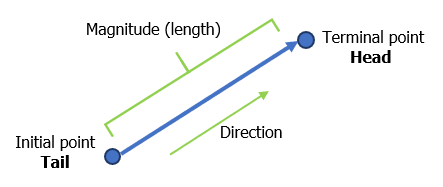 Magnitude (length)
Terminal point
Head
Direction
Initial point
Tail